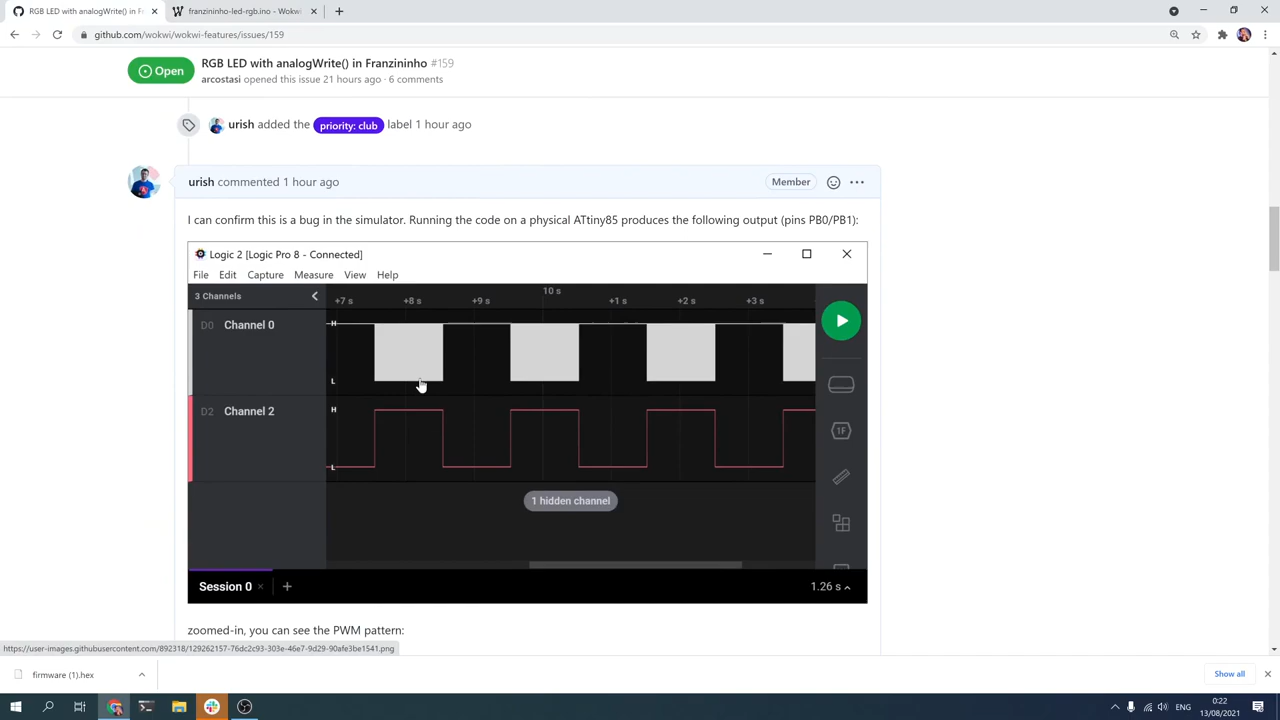 RGB LED with analogWrite() in Fr
franzininho-led-rgb.ino - Wokwi
github.com/wokwi/wokwi-features/issues/159
Open
RGB LED with analogWrite() in Franzininho #159
arcostasi opened this issue 21 hours ago · 6 comments
urish added the priority: club label 1 hour ago
urish commented 1 hour ago
Member
I can confirm this is a bug in the simulator. Running the code on a physical ATtiny85 produces the following output (pins PB0/PB1):
Logic 2 [Logic Pro 8 - Connected]
File Edit Capture Measure View Help
3 Channels
+7 s +8 s +9 s 10 s +1 s +2 s +3 s
D0 Channel 0
H
L
D2 Channel 2
H
L
1F
1 hidden channel
Session 0
1.26 s
zoomed-in, you can see the PWM pattern:
https://user-images.githubusercontent.com/892318/129262157-76dc2c93-303e-46e7-9d29-90afe3be1541.png
firmware (1).hex
Show all
ENG
0:22
13/08/2021